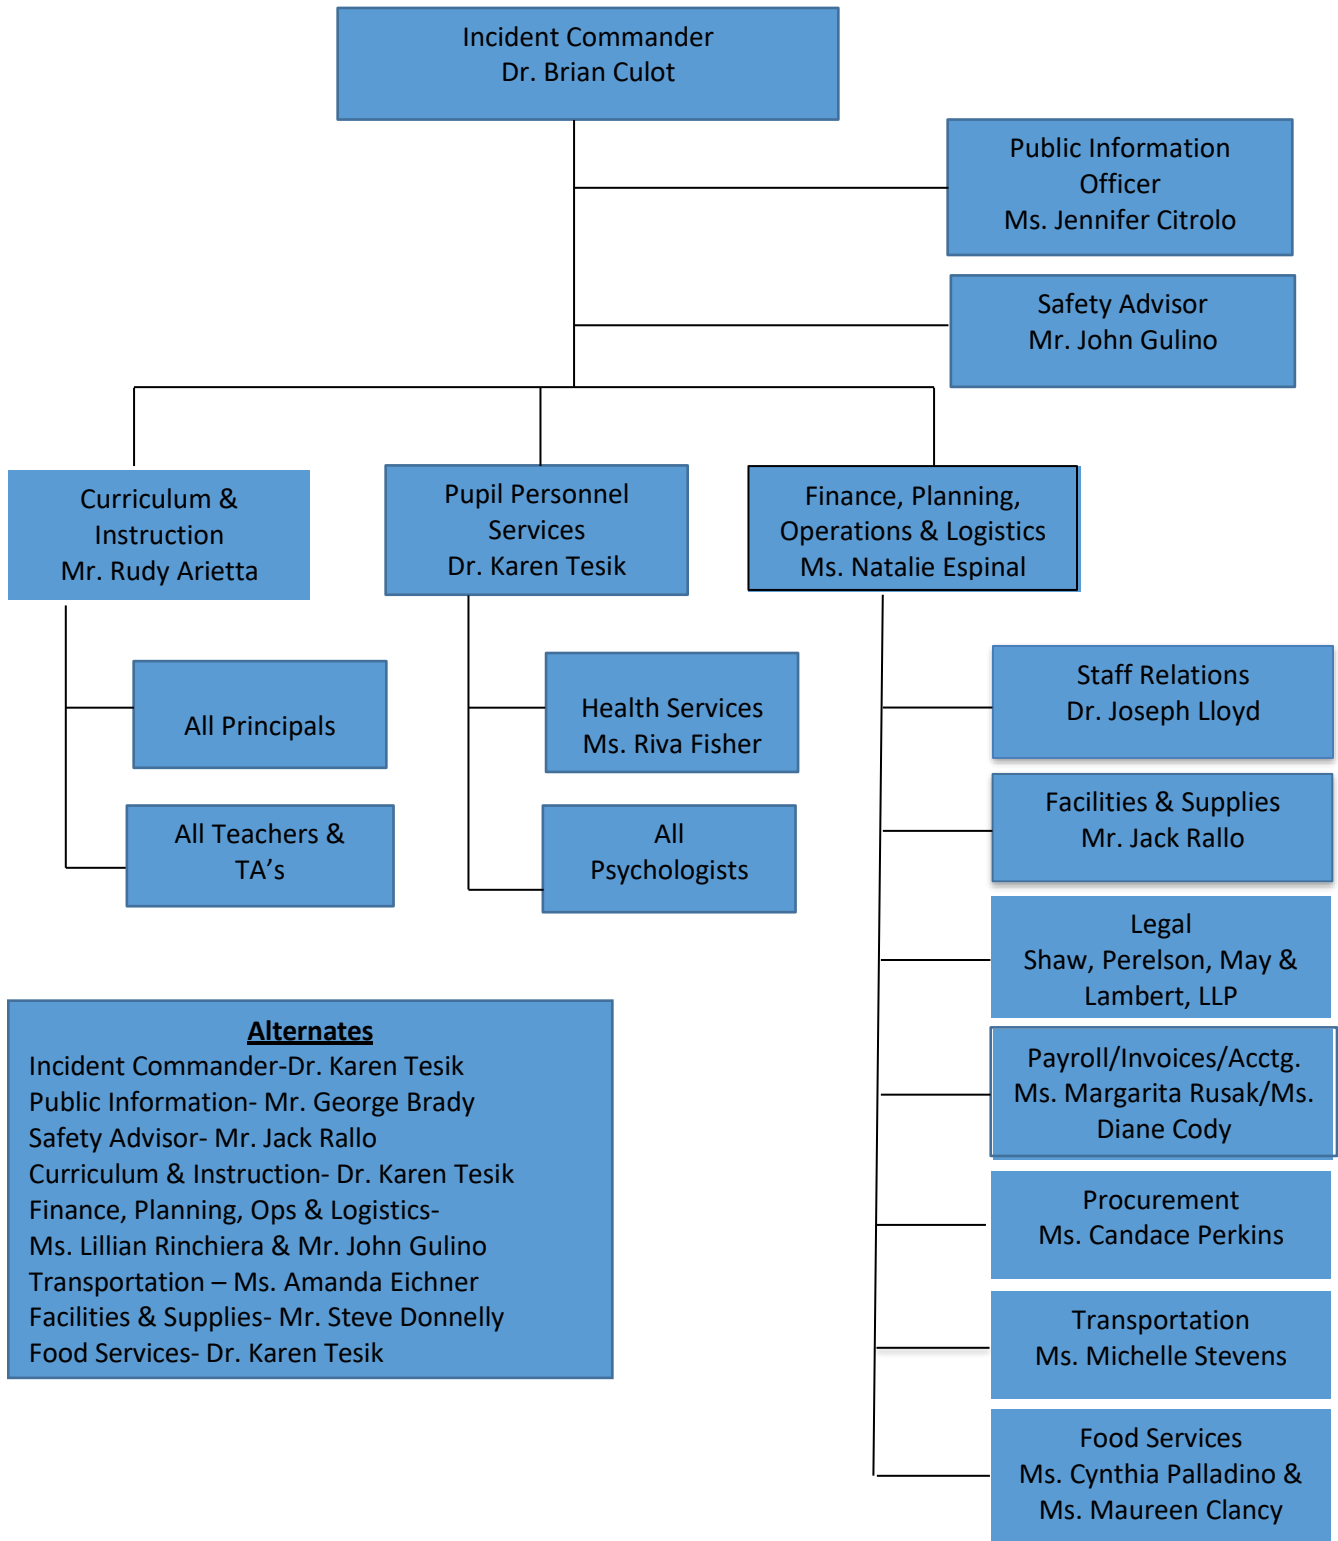 Incident Commander
Dr. Brian Culot
Public Information
Officer
Ms. Jennifer Citrolo
Safety Advisor
Mr. John Gulino
Curriculum &
Instruction
Mr. Rudy Arietta
Pupil Personnel
Services
Dr. Karen Tesik
Finance, Planning,
Operations & Logistics
Ms. Natalie Espinal
All Principals
All Teachers &
TA’s
Health Services
Ms. Riva Fisher
All
Psychologists
Staff Relations
Dr. Joseph Lloyd
Facilities & Supplies
Mr. Jack Rallo
Legal
Shaw, Perelson, May &
Lambert, LLP
Payroll/Invoices/Acctg.
Ms. Margarita Rusak/Ms.
Diane Cody
Procurement
Ms. Candace Perkins
Transportation
Ms. Michelle Stevens
Food Services
Ms. Cynthia Palladino &
Ms. Maureen Clancy
Alternates
Incident Commander-Dr. Karen Tesik
Public Information- Mr. George Brady
Safety Advisor- Mr. Jack Rallo
Curriculum & Instruction- Dr. Karen Tesik
Finance, Planning, Ops & Logistics-
Ms. Lillian Rinchiera & Mr. John Gulino
Transportation – Ms. Amanda Eichner
Facilities & Supplies- Mr. Steve Donnelly
Food Services- Dr. Karen Tesik